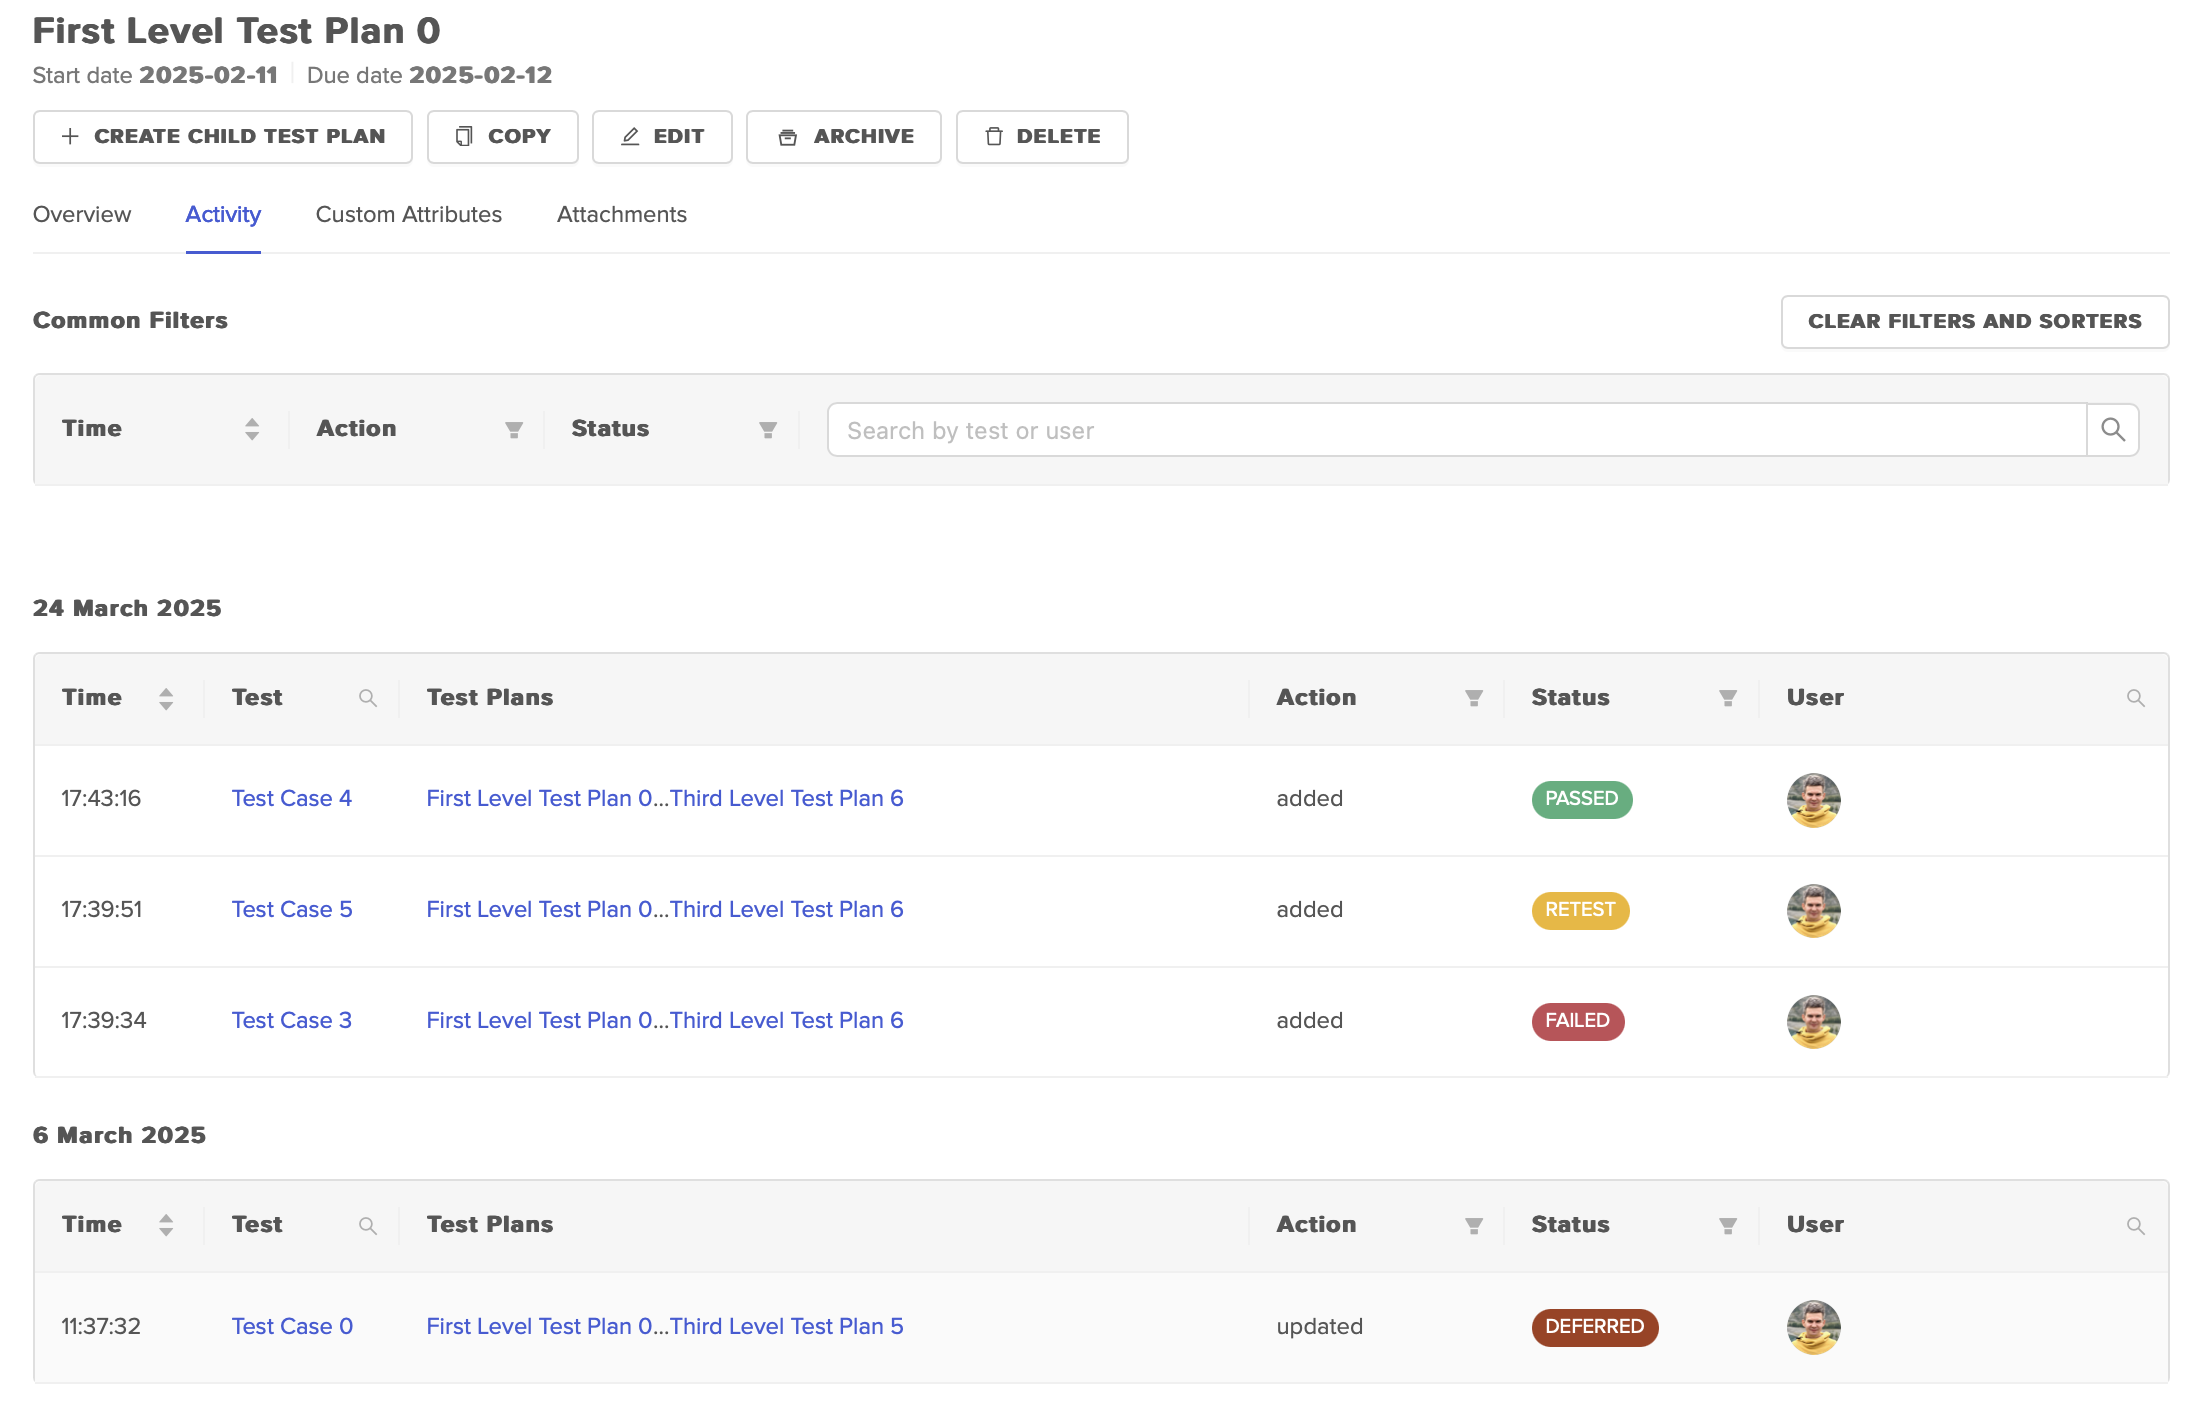 First Level Test Plan 0
Start date 2025-02-11 Due date 2025-02-12
CREATE CHILD TEST PLAN COPY EDIT ARCHIVE DELETE
Overview Activity Custom Attributes Attachments
Common Filters CLEAR FILTERS AND SORTERS
Time Action Status Search by test or user
24 March 2025
Time Test Test Plans Action Status User
17:43:16 Test Case 4 First Level Test Plan 0...Third Level Test Plan 6 added PASSED
17:39:51 Test Case 5 First Level Test Plan 0...Third Level Test Plan 6 added RETEST
17:39:34 Test Case 3 First Level Test Plan 0...Third Level Test Plan 6 added FAILED
6 March 2025
Time Test Test Plans Action Status User
11:37:32 Test Case 0 First Level Test Plan 0...Third Level Test Plan 5 updated DEFERRED